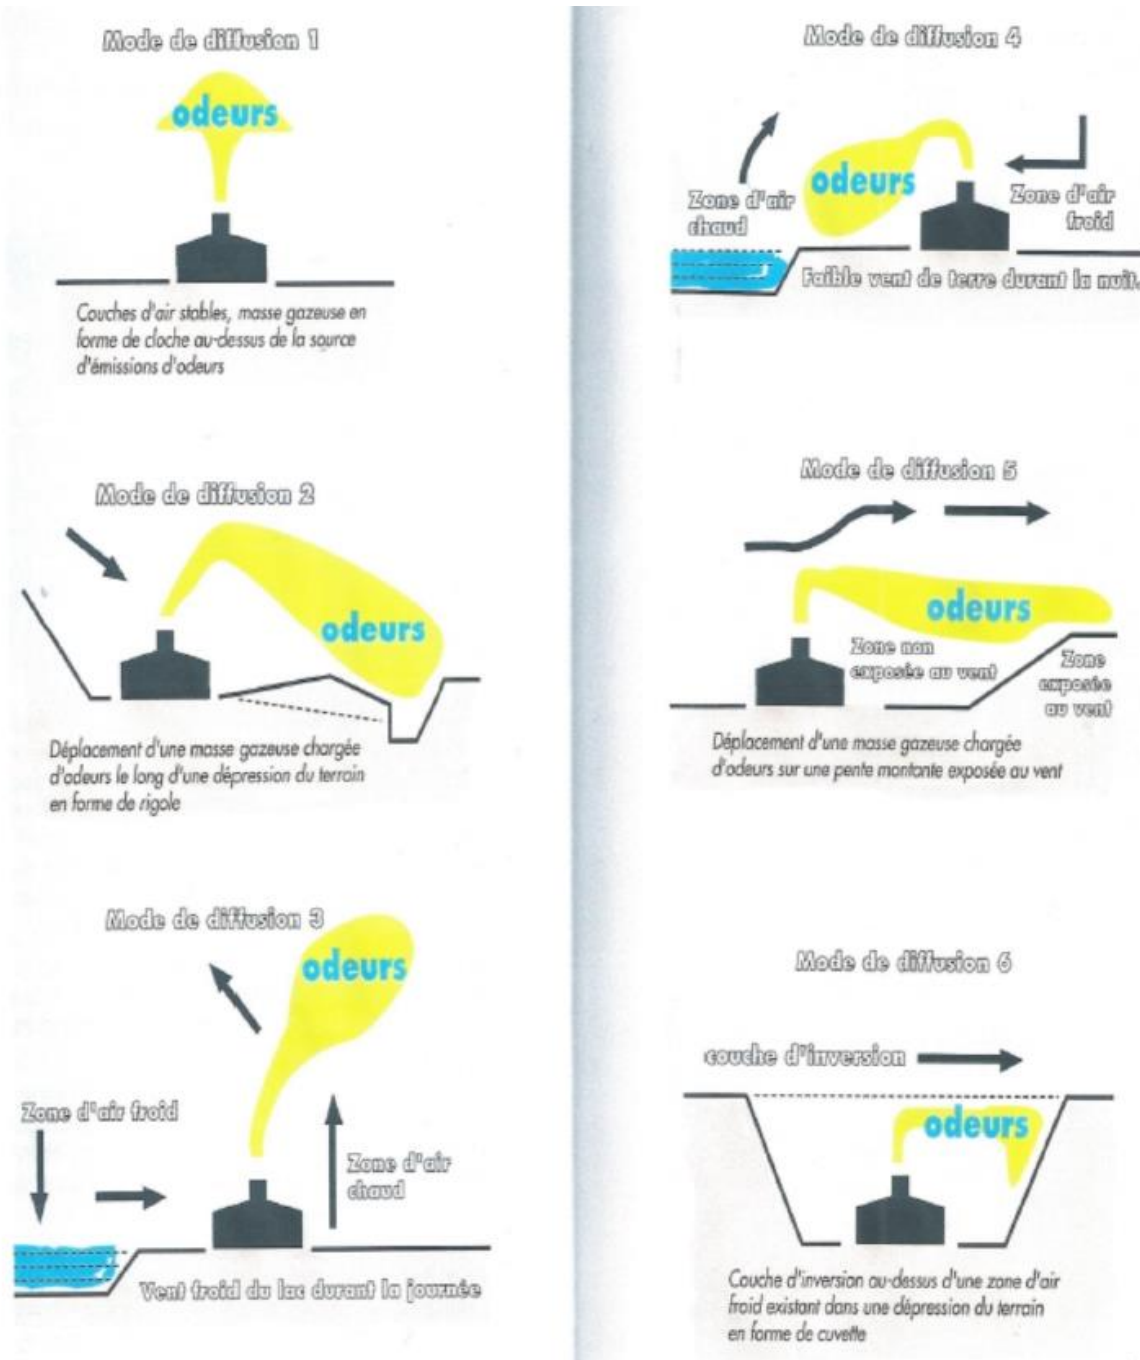 Mode de diffusion 1
odeurs
Couches d'air stables, masse gazeuse en
forme de cloche au-dessus de la source
d'émissions d'odeurs
Mode de diffusion 2
odeurs
Déplacement d'une masse gazeuse chargée
d'odeurs le long d'une dépression du terrain
en forme de rigole
Mode de diffusion 3
odeurs
Zone d'air froid
Zone d'air
chaud
Vent froid du lac durant la journée
Mode de diffusion 4
odeurs
Zone d'air
chaud
Zone d'air
froid
Faible vent de terre durant la nuit.
Mode de diffusion 5
odeurs
Zone non
exposée au vent
Zone
exposée
au vent
Déplacement d'une masse gazeuse chargée
d'odeurs sur une pente montante exposée au vent
Mode de diffusion 6
couche d'inversion
odeurs
Couche d'inversion au-dessus d'une zone d'air
froid existant dans une dépression du terrain
en forme de cuvette